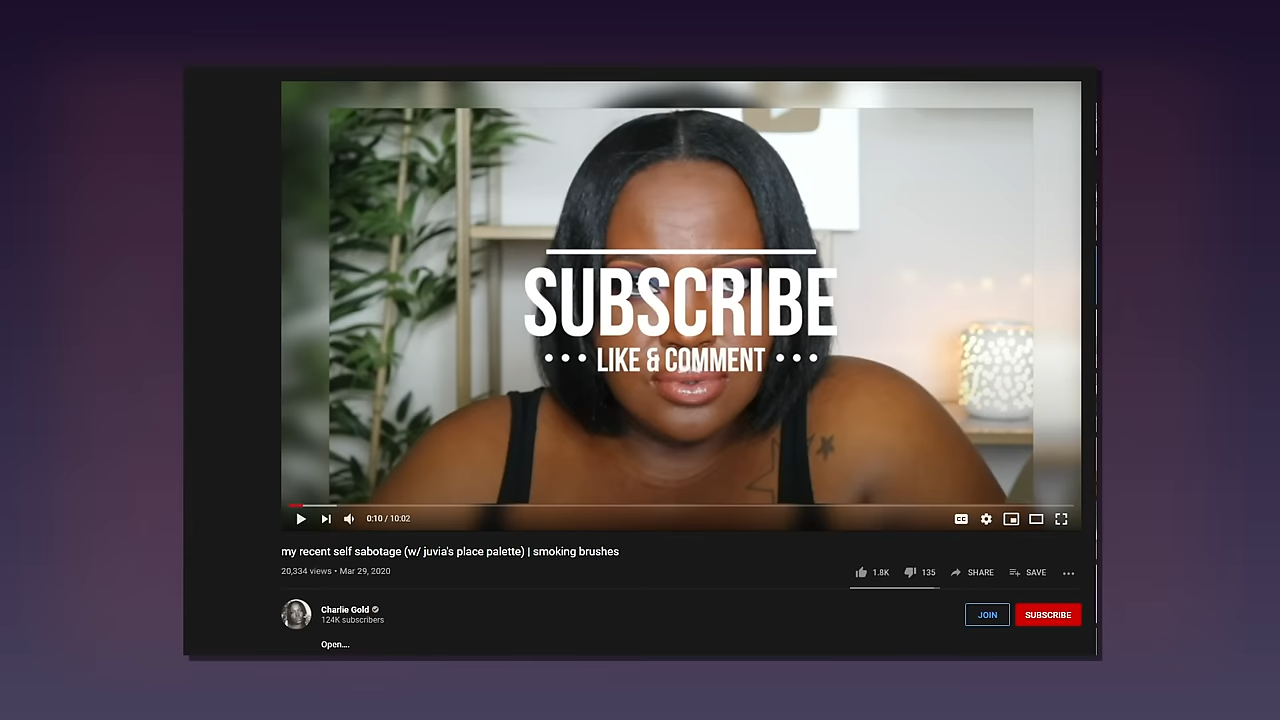 SUBSCRIBE
••• LIKE & COMMENT •••
0:10 / 10:02
CC
my recent self sabotage (w/ juvia's place palette) | smoking brushes
20,334 views • Mar 29, 2020
1.8K
135
SHARE
SAVE
Charlie Gold
124K subscribers
JOIN
SUBSCRIBE
Open....